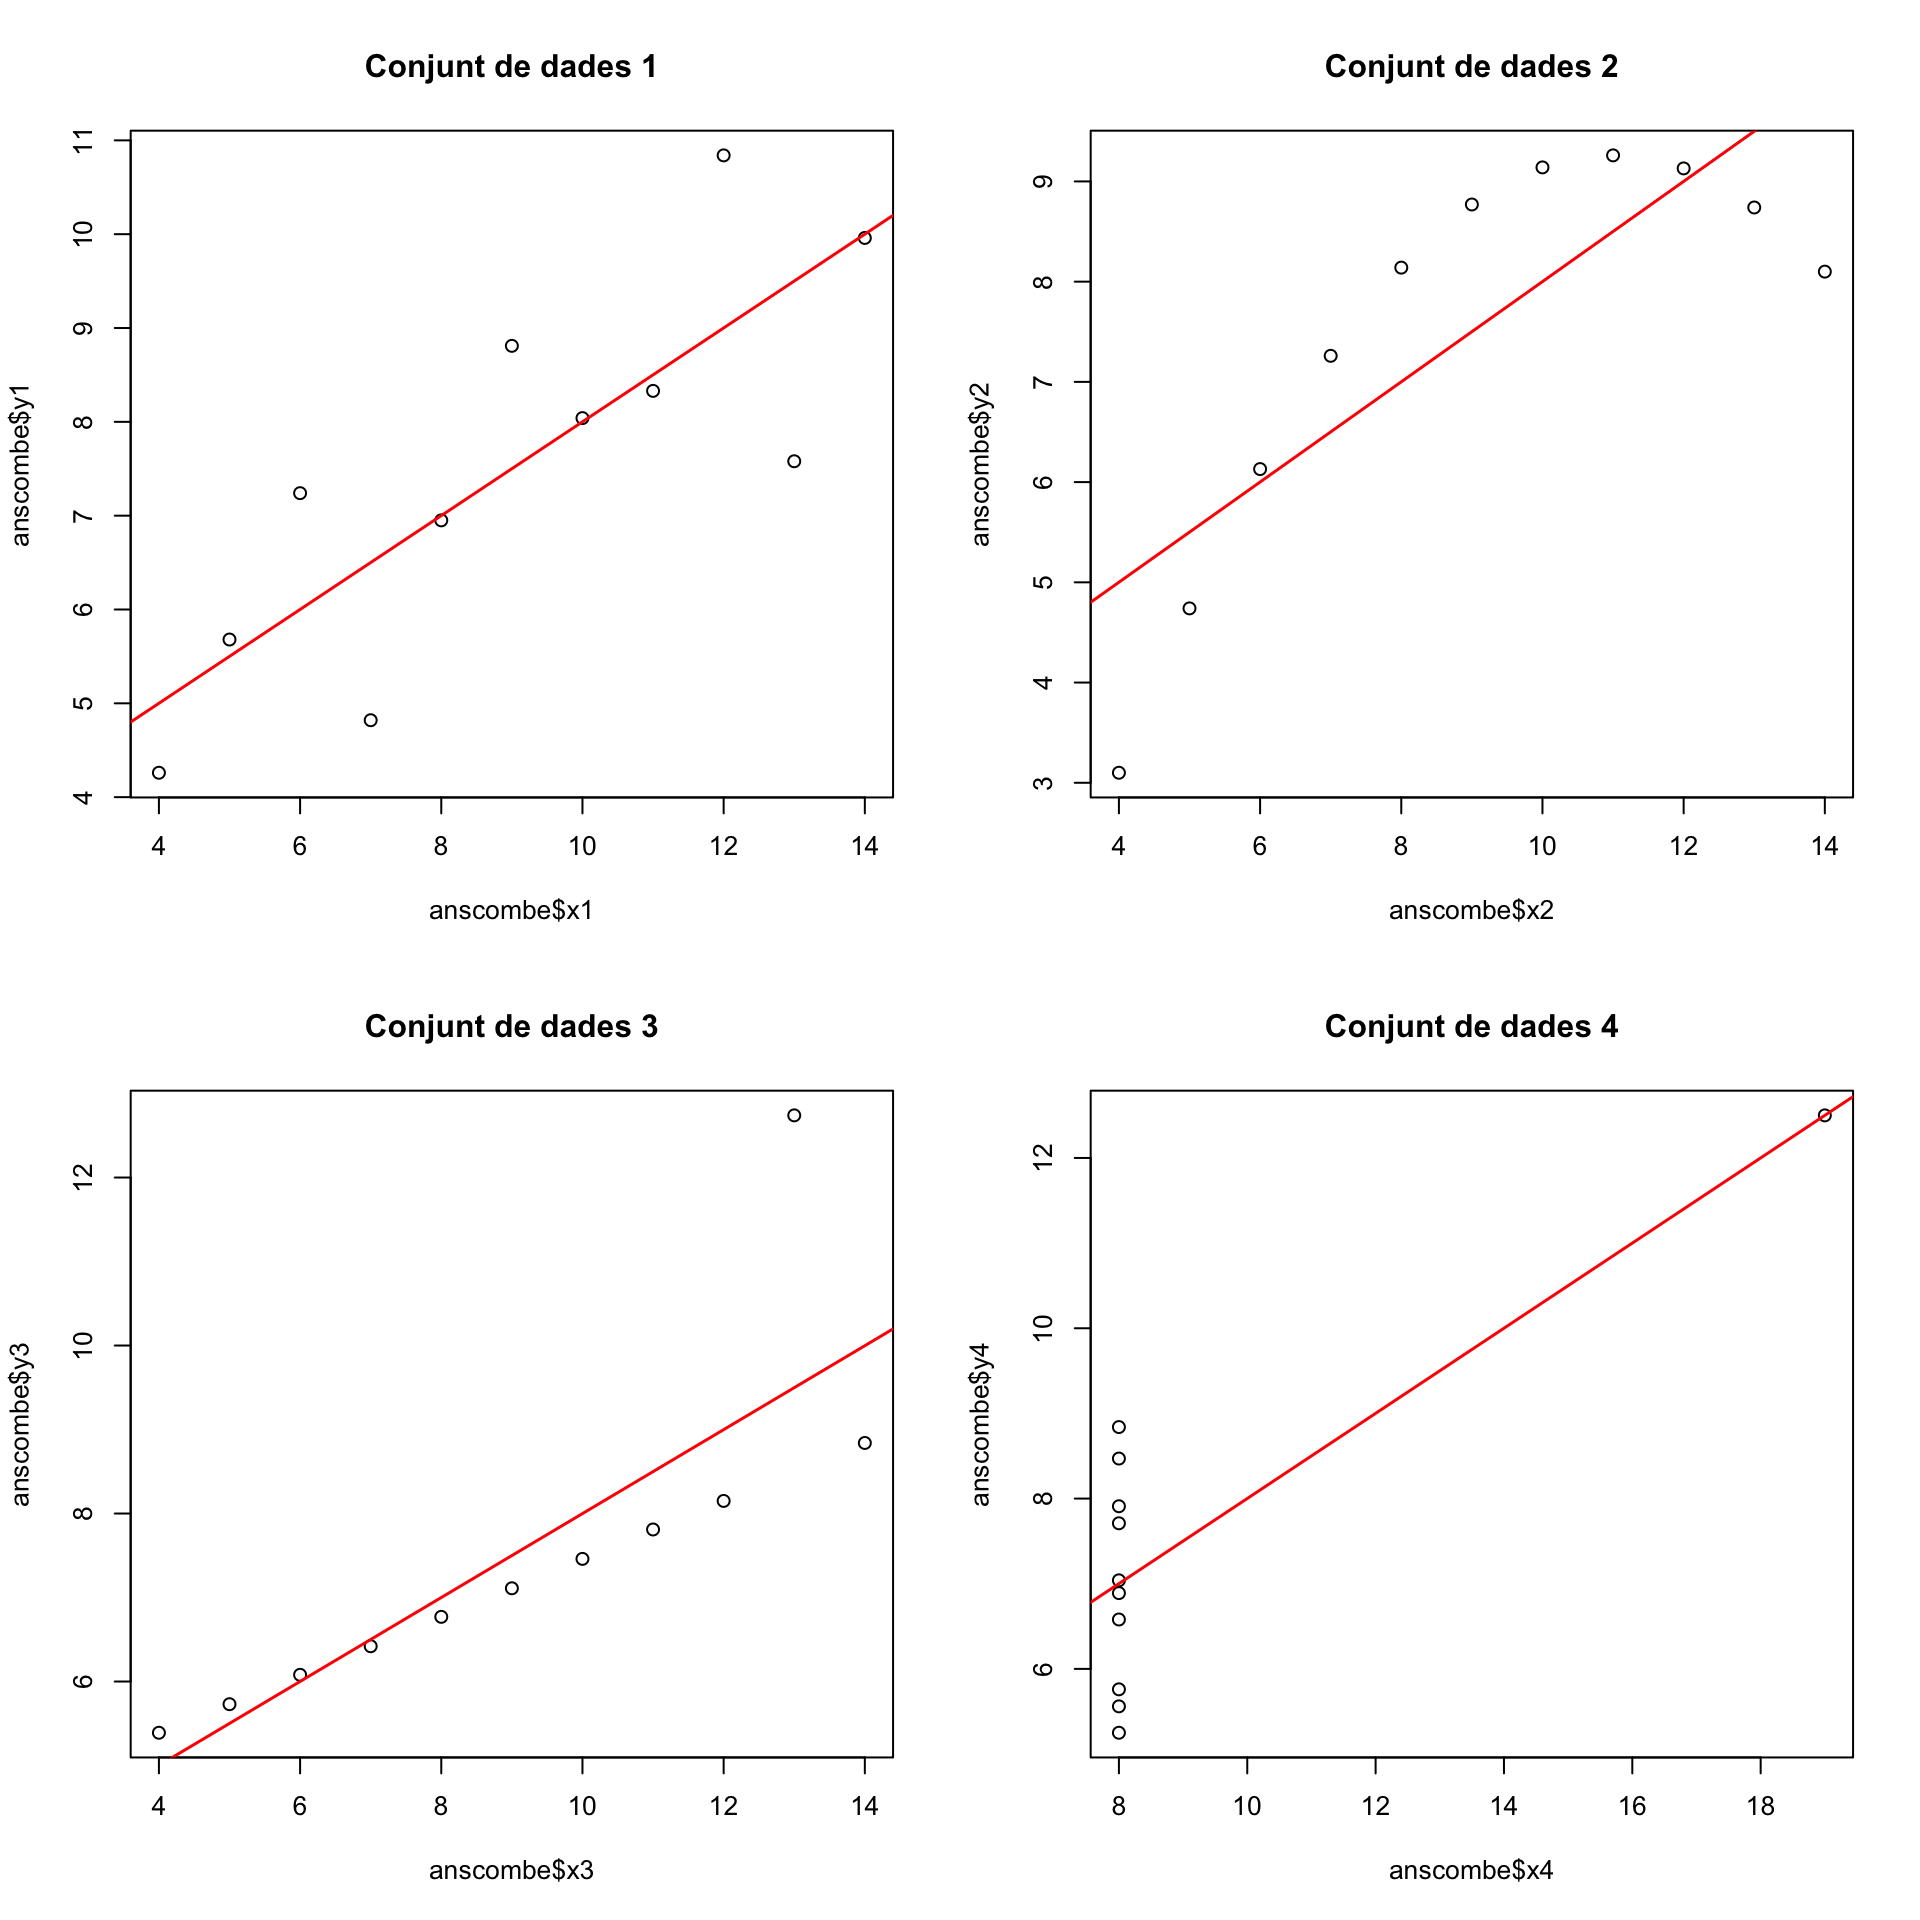 Conjunt de dades 1
anscombe$y1
11
10
9
8
7
6
5
4
4 6 8 10 12 14
anscombe$x1
Conjunt de dades 2
anscombe$y2
9
8
7
6
5
4
3
4 6 8 10 12 14
anscombe$x2
Conjunt de dades 3
anscombe$y3
12
10
8
6
4 6 8 10 12 14
anscombe$x3
Conjunt de dades 4
anscombe$y4
12
10
8
6
8 10 12 14 16 18
anscombe$x4